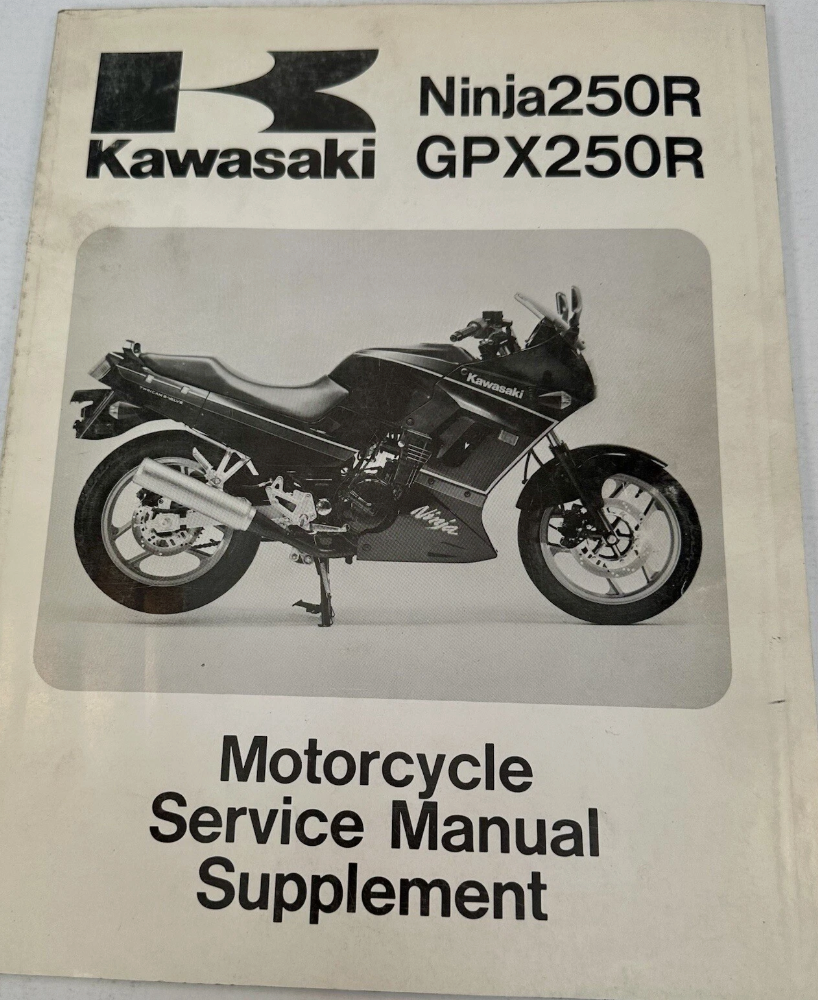 Kawasaki
Ninja250R
GPX250R
Kawasaki
Ninja
Motorcycle
Service Manual
Supplement